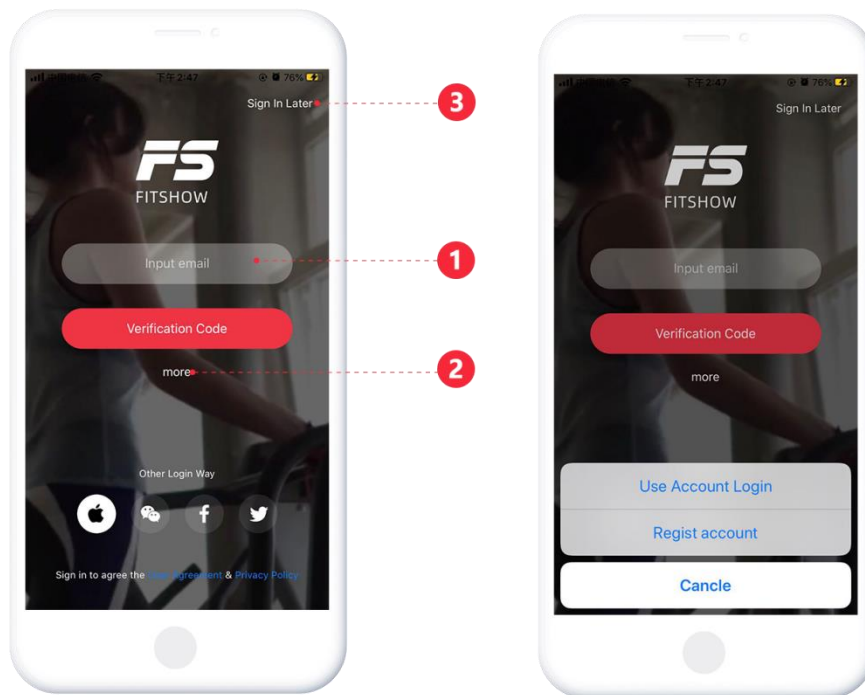 下午2:47
76%
Sign In Later
3
FS
FITSHOW
Input email
1
Verification Code
more
2
Other Login Way
Sign in to agree the User Agreement & Privacy Policy
下午2:47
76%
Sign In Later
FS
FITSHOW
Input email
Verification Code
more
Use Account Login
Regist account
Cancle